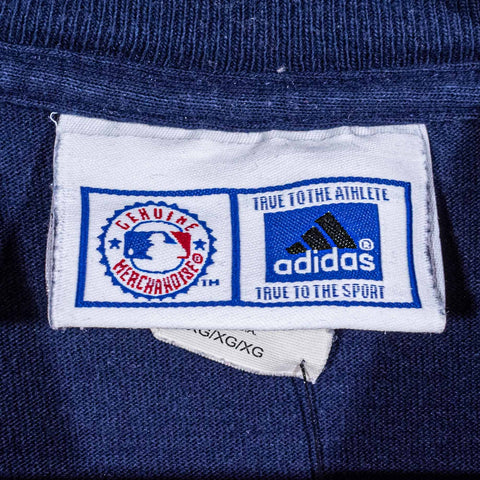 GENUINE
MERCHANDISE®
TM
TRUE TO THE ATHLETE
adidas®
TRUE TO THE SPORT
XG/XG/XG